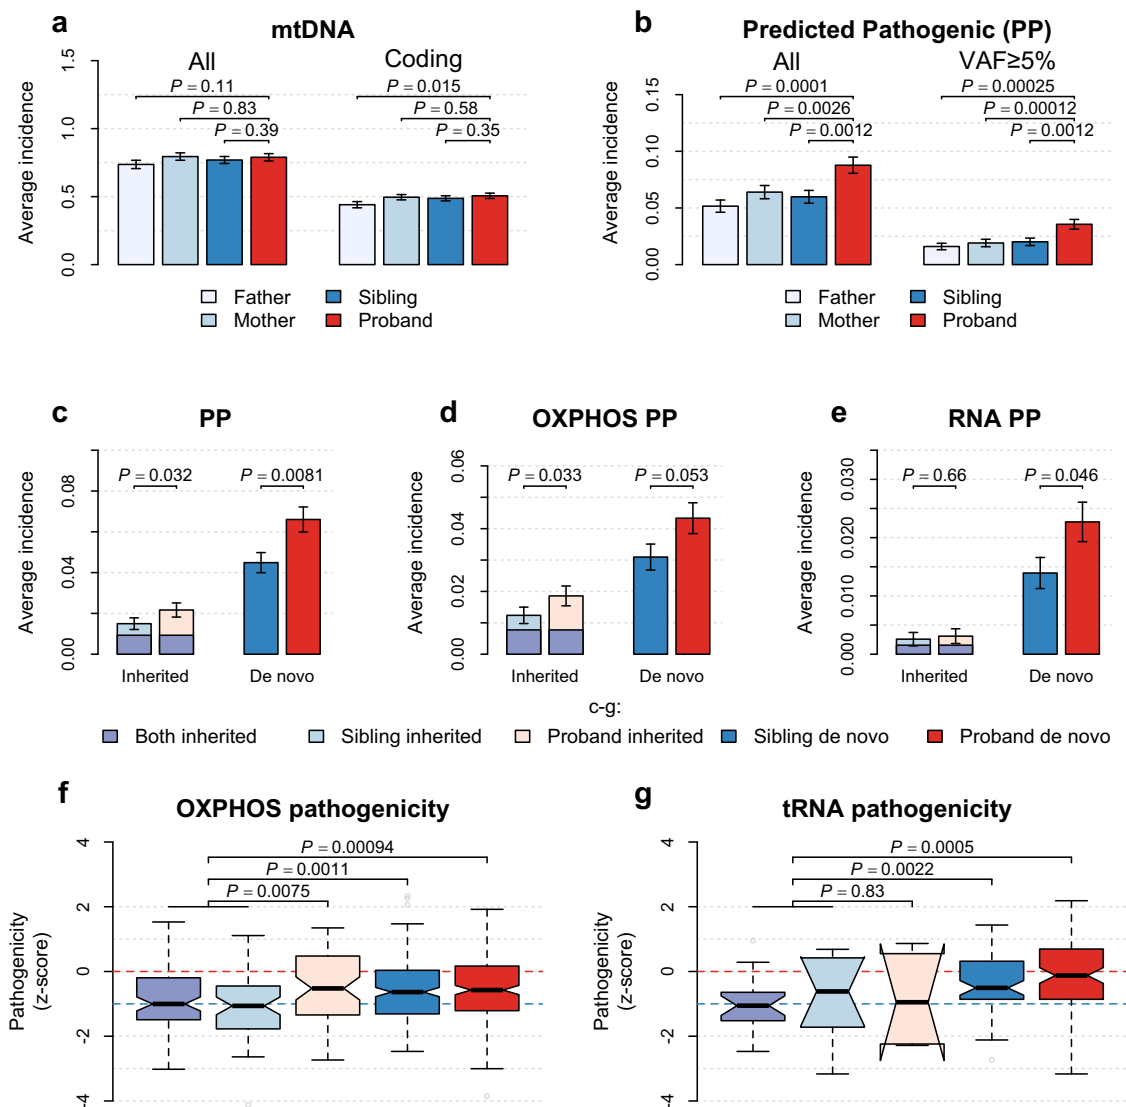 a
mtDNA
All
Coding
P = 0.11
P = 0.83
P = 0.39
P = 0.015
P = 0.58
P = 0.35
Average incidence
0.0
0.5
1.0
1.5
Father
Mother
Sibling
Proband
b
Predicted Pathogenic (PP)
All
VAF≥5%
P = 0.0001
P = 0.0026
P = 0.0012
P = 0.00025
P = 0.00012
P = 0.0012
Average incidence
0.00
0.05
0.10
0.15
Father
Mother
Sibling
Proband
c
PP
P = 0.032
P = 0.0081
Average incidence
0.00
0.04
0.08
Inherited
De novo
d
OXPHOS PP
P = 0.033
P = 0.053
Average incidence
0.00
0.02
0.04
0.06
Inherited
De novo
e
RNA PP
P = 0.66
P = 0.046
Average incidence
0.000
0.010
0.020
0.030
Inherited
De novo
c-g:
Both inherited
Sibling inherited
Proband inherited
Sibling de novo
Proband de novo
f
OXPHOS pathogenicity
P = 0.00094
P = 0.0011
P = 0.0075
Pathogenicity
(z-score)
4
2
0
-2
-4
g
tRNA pathogenicity
P = 0.0005
P = 0.0022
P = 0.83
Pathogenicity
(z-score)
4
2
0
-2
-4